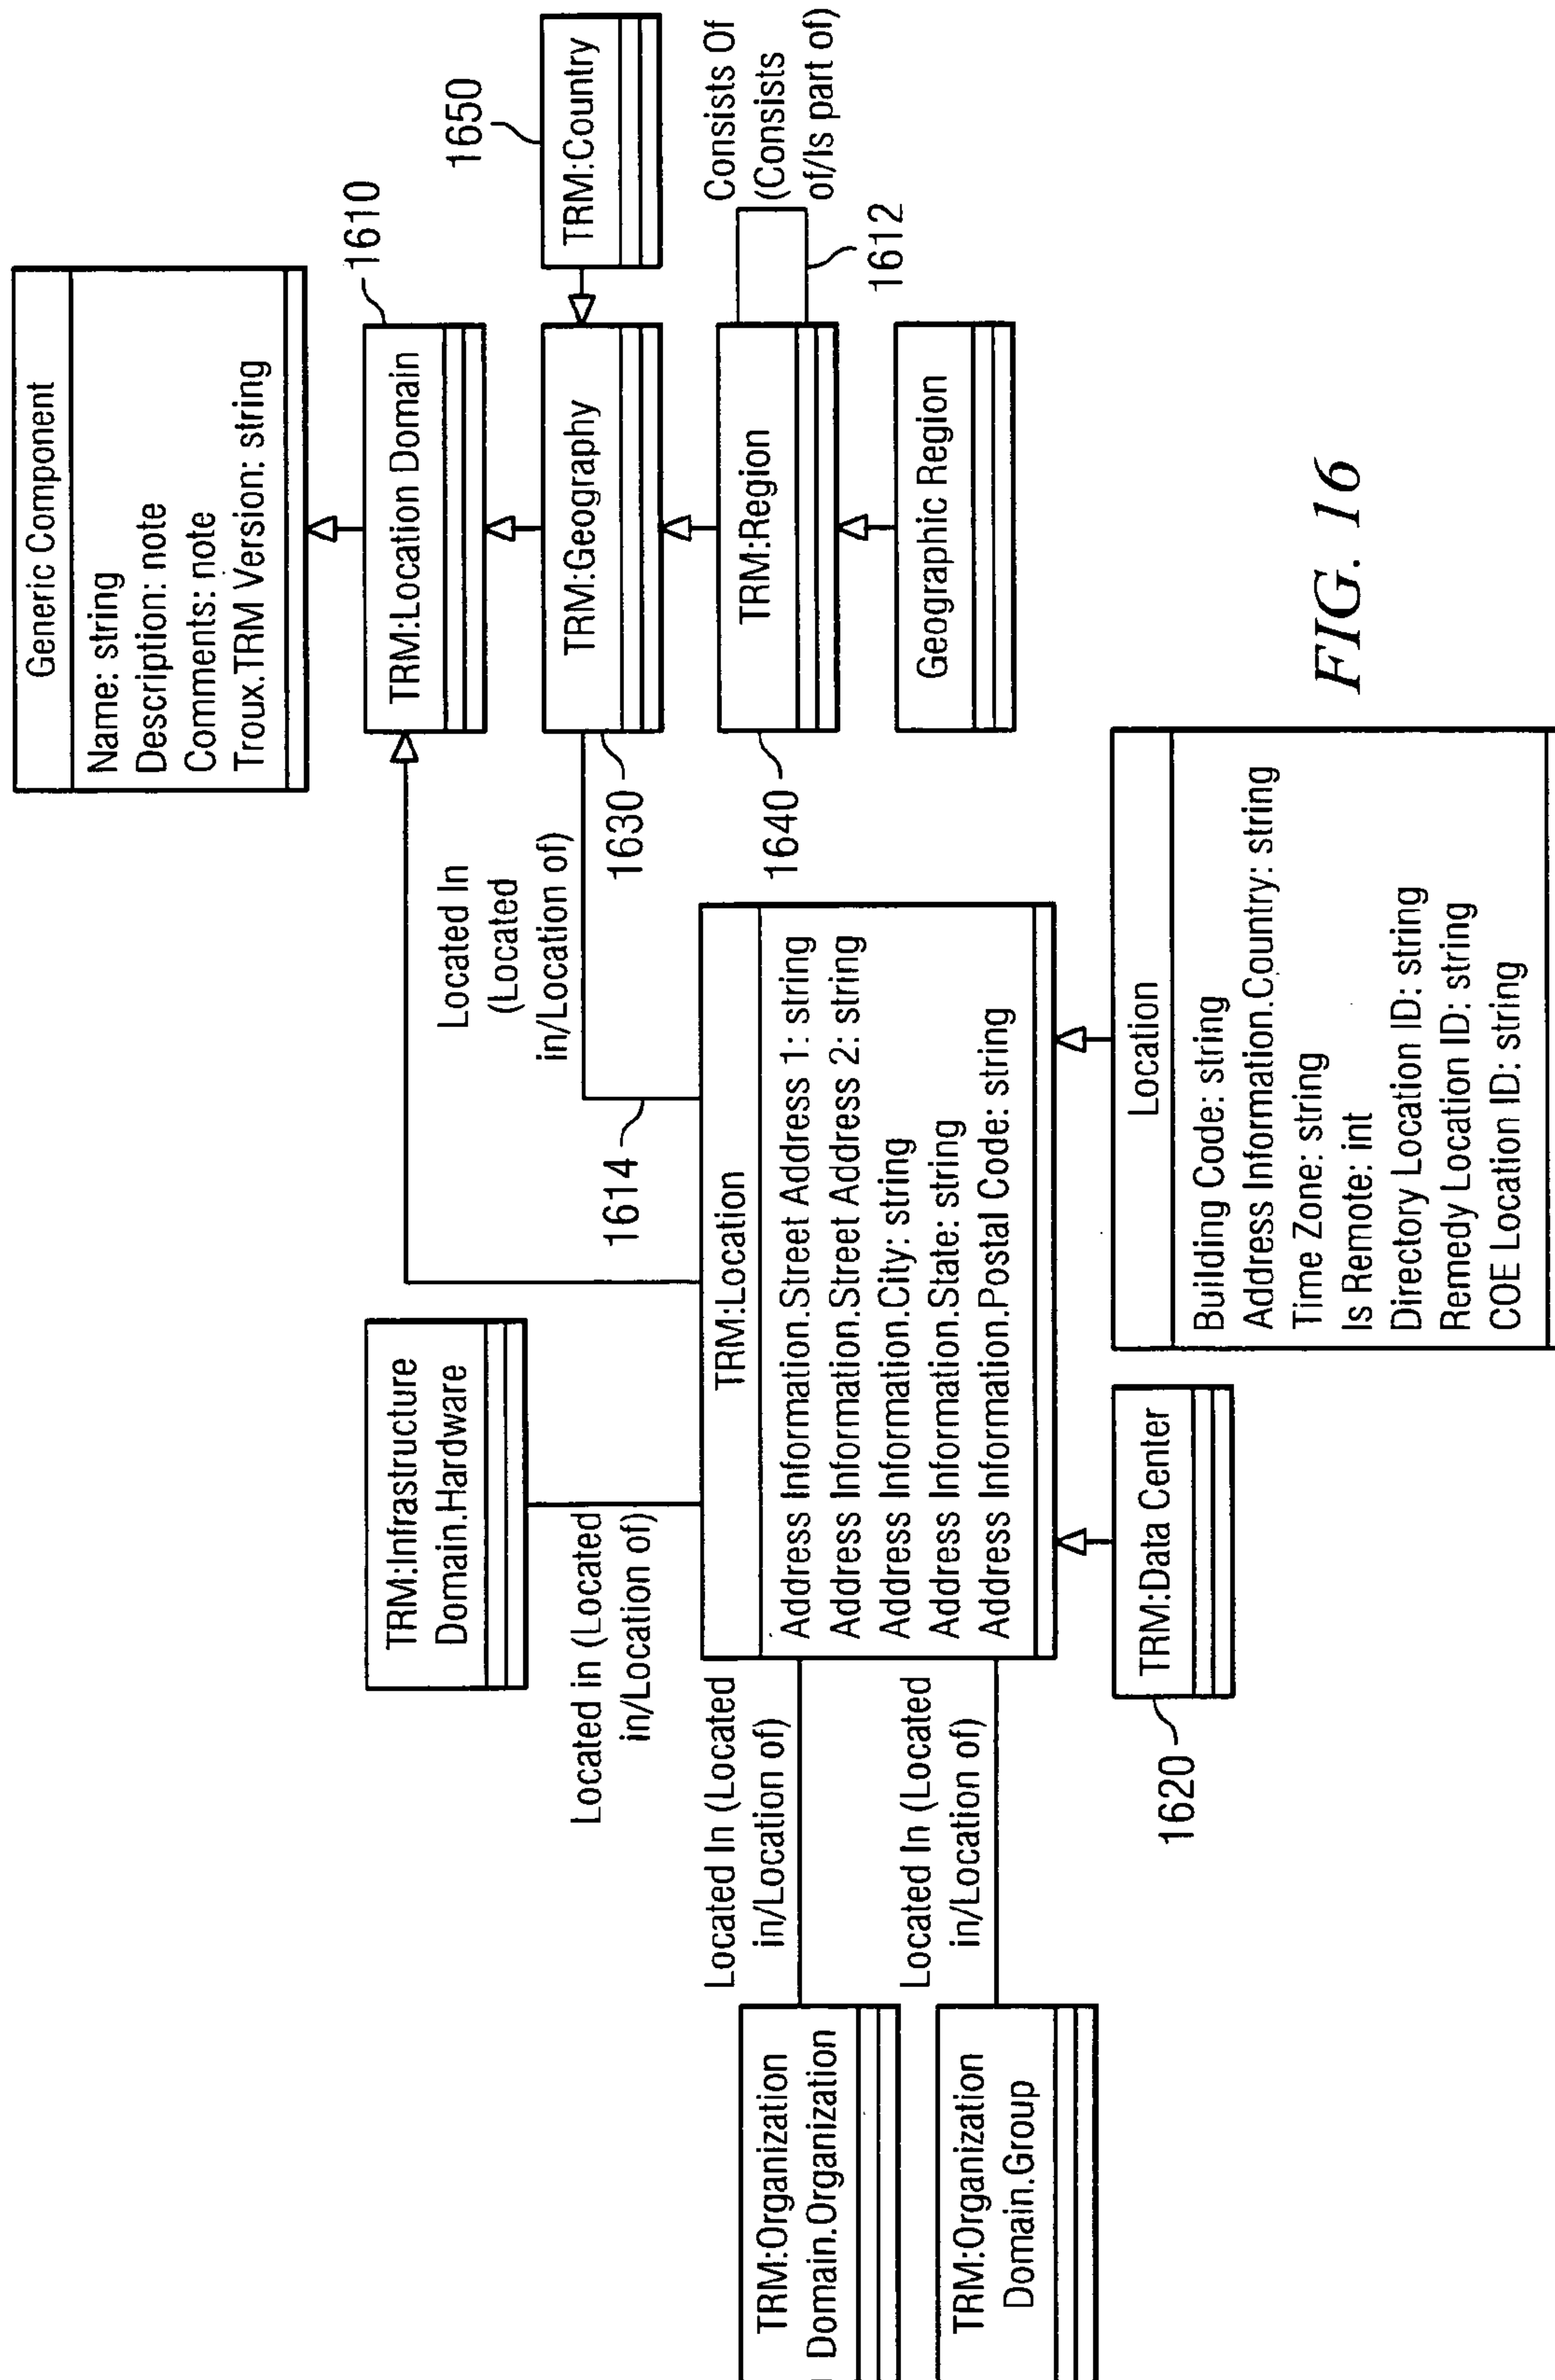 Generic Component
Name: string
Description: note
Comments: note
Troux.TRM Version: string
TRM:Location Domain
1610
TRM:Geography
1630
TRM:Country
1650
TRM:Region
1640
Consists Of
(Consists
of/Is part of)
1612
Geographic Region
Located In
(Located
in/Location of)
1614
TRM:Infrastructure
Domain.Hardware
Located in (Located
in/Location of)
TRM:Location
Address Information.Street Address 1: string
Address Information.Street Address 2: string
Address Information.City: string
Address Information.State: string
Address Information.Postal Code: string
TRM:Organization
Domain.Organization
Located In (Located
in/Location of)
TRM:Organization
Domain.Group
Located In (Located
in/Location of)
TRM:Data Center
1620
Location
Building Code: string
Address Information.Country: string
Time Zone: string
Is Remote: int
Directory Location ID: string
Remedy Location ID: string
COE Location ID: string
FIG. 16